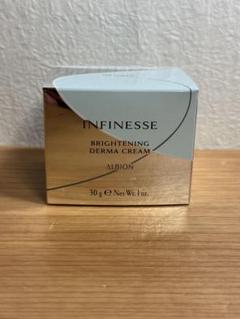 INFINESSE
BRIGHTENING
DERMA CREAM
ALBION
30 g ℮ Net Wt. 1 oz.